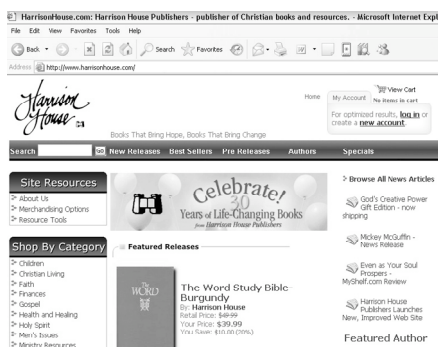 HarrisonHouse.com: Harrison House Publishers - publisher of Christian books and resources. - Microsoft Internet Expl
File Edit View Favorites Tools Help
Back Search Favorites
Address http://www.harrisonhouse.com/
Harrison House
Books That Bring Hope, Books That Bring Change
Home My Account View Cart
No items in cart
For optimized results, log in or
create a new account.
Search GO New Releases Best Sellers Pre Releases Authors Specials
Site Resources
About Us
Merchandising Options
Resource Tools
Shop By Category
Children
Christian Living
Faith
Finances
Gospel
Health and Healing
Holy Spirit
Men's Issues
Ministry Resources
Celebrate!
30
Years of Life-Changing Books
from Harrison House Publishers
Featured Releases
THE WORD
The Word Study Bible-
Burgundy
By: Harrison House
Retail Price: $49.99
Your Price: $39.99
You Save: $10.00 (20%)
Browse All News Articles
God's Creative Power
Gift Edition - now
shipping
Mickey McGuffin -
News Release
Even as Your Soul
Prospers -
MyShelf.com Review
Harrison House
Publishers Launches
New, Improved Web Site
Featured Author